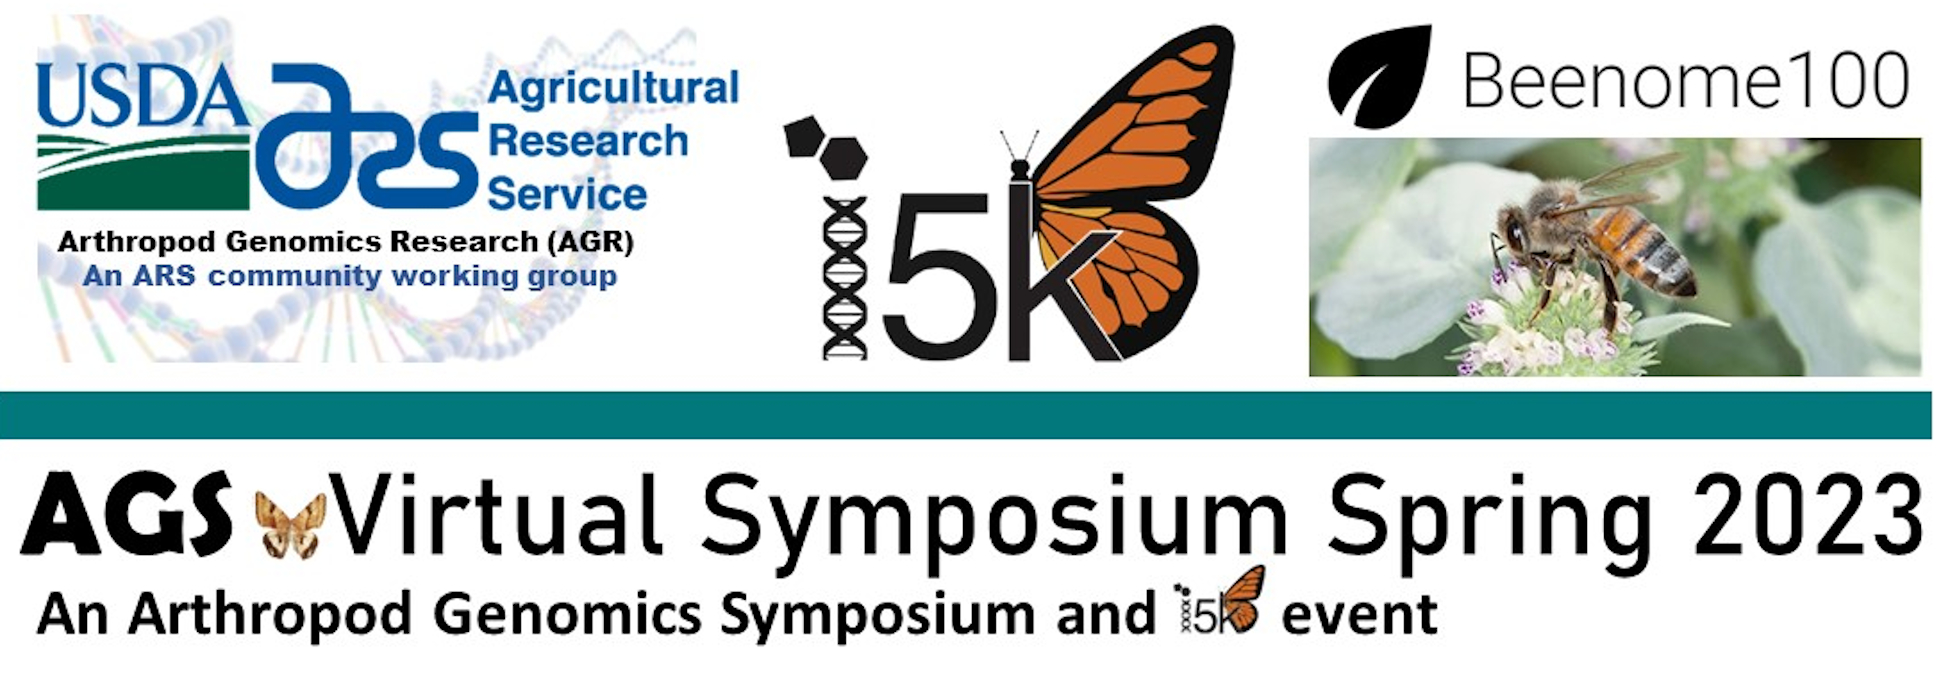 USDA
ars
Agricultural
Research
Service
Arthropod Genomics Research (AGR)
An ARS community working group
i5k
Beenome100
AGS Virtual Symposium Spring 2023
An Arthropod Genomics Symposium and i5k event